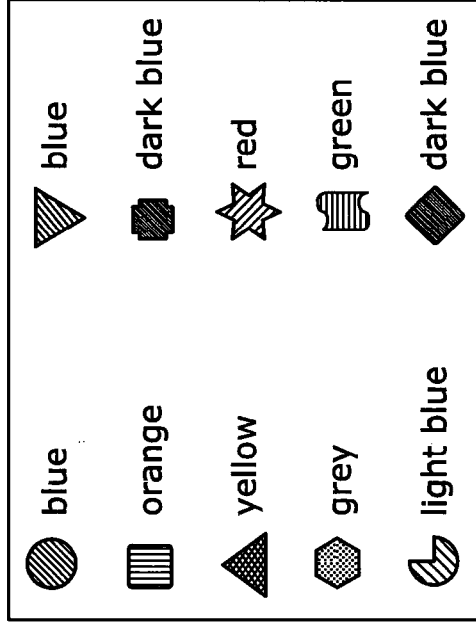 blue
orange
yellow
grey
light blue
blue
dark blue
red
green
dark blue